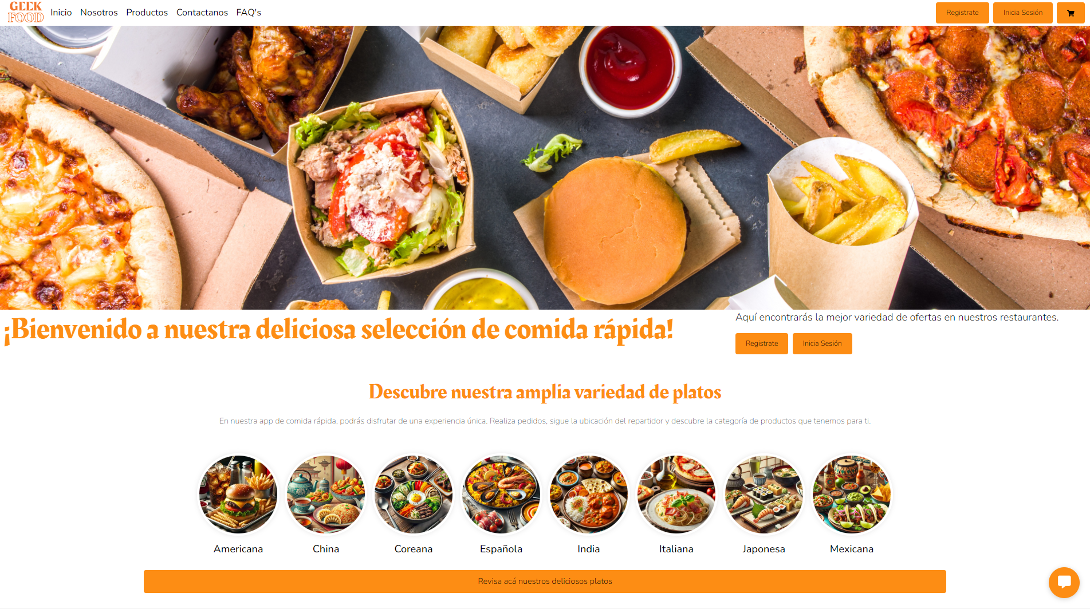 GEEK
FOOD
Inicio Nosotros Productos Contactanos FAQ's
Registrate Inicia Sesión
¡Bienvenido a nuestra deliciosa selección de comida rápida!
Aquí encontrarás la mejor variedad de ofertas en nuestros restaurantes.
Registrate Inicia Sesión
Descubre nuestra amplia variedad de platos
En nuestra app de comida rápida, podrás disfrutar de una experiencia única. Realiza pedidos, sigue la ubicación del repartidor y descubre la categoría de productos que tenemos para ti.
Americana China Coreana Española India Italiana Japonesa Mexicana
Revisa acá nuestros deliciosos platos